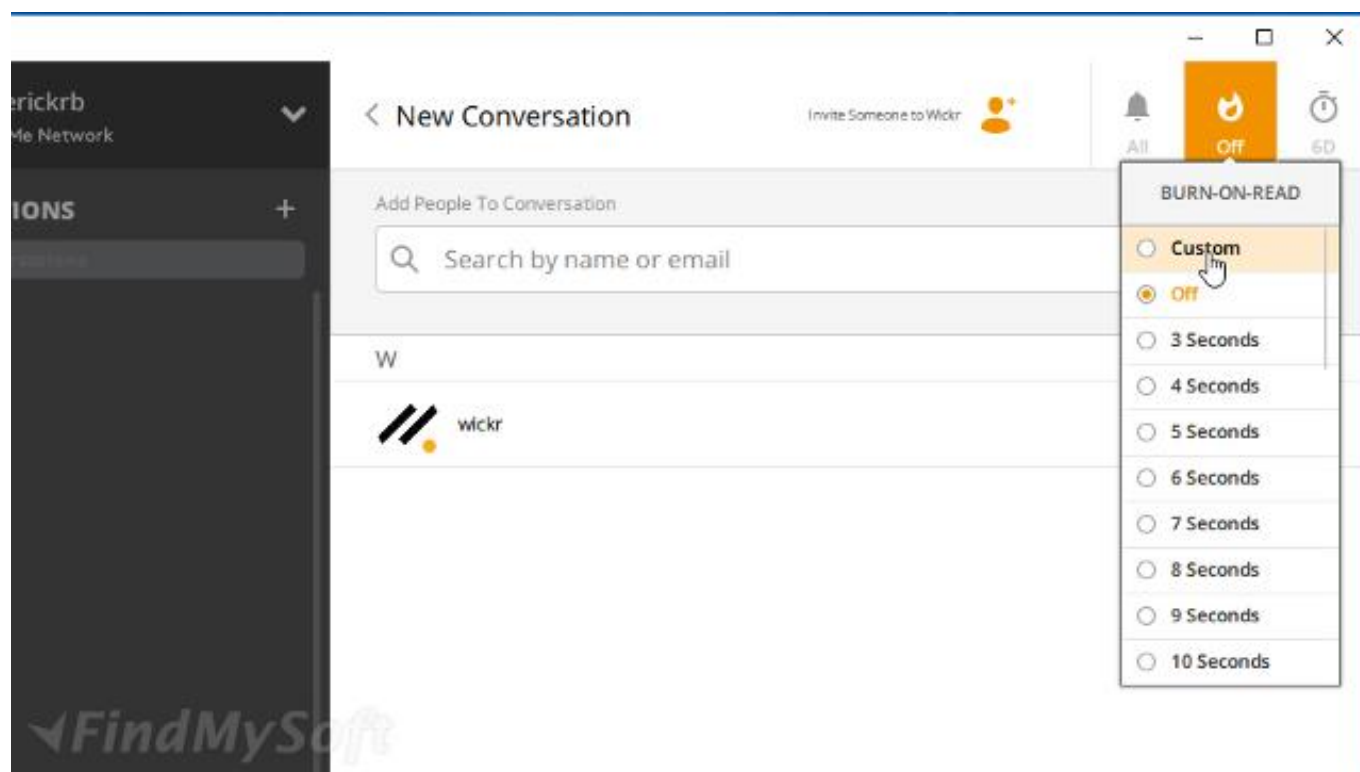 erickrb
Me Network
IONS
+
New Conversation
Invite Someone to Wickr
All
Off
6D
Add People To Conversation
Search by name or email
W
wickr
BURN-ON-READ
Custom
Off
3 Seconds
4 Seconds
5 Seconds
6 Seconds
7 Seconds
8 Seconds
9 Seconds
10 Seconds
FindMySoft